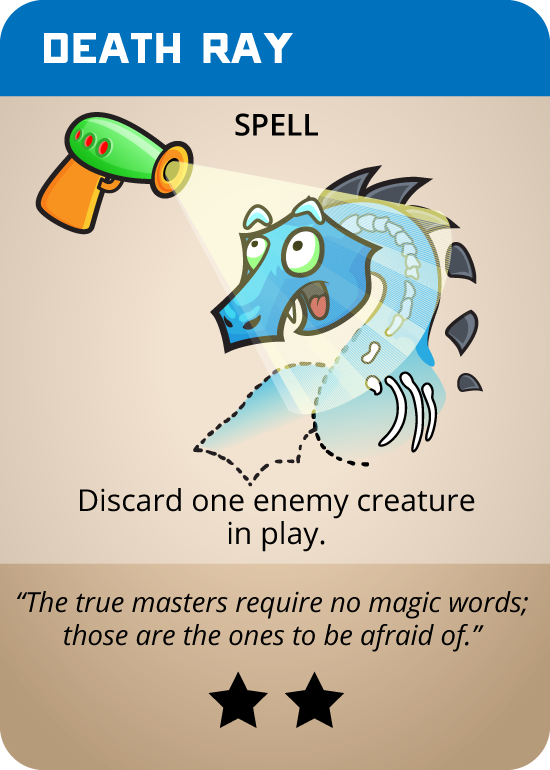 DEATH RAY
SPELL
Discard one enemy creature
in play.
“The true masters require no magic words;
those are the ones to be afraid of.”